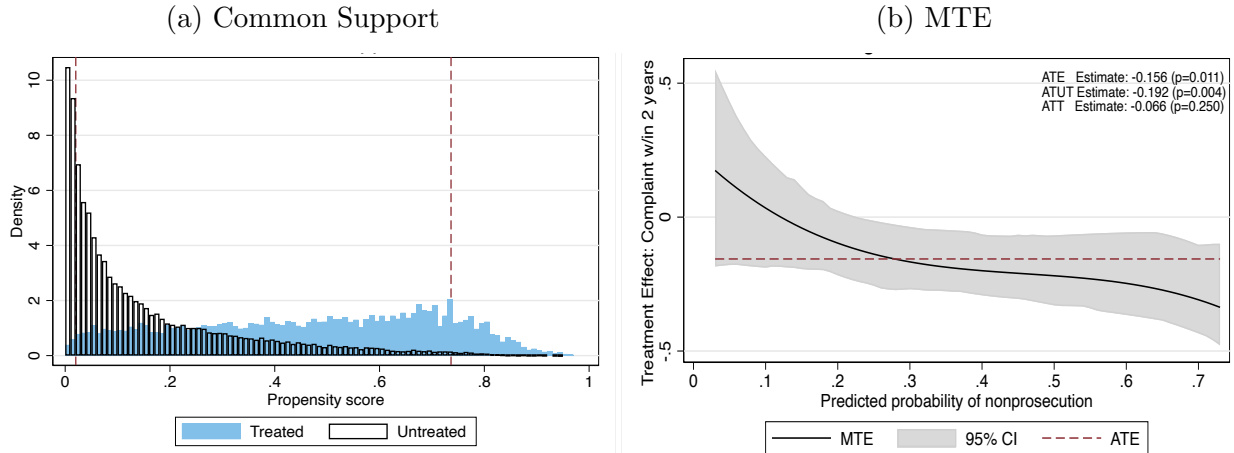 (a) Common Support
(b) MTE
Density
10
8
6
4
2
0
0
.2
.4
.6
.8
1
Propensity score
Treated
Untreated
Treatment Effect: Complaint w/in 2 years
.5
0
-.5
ATE Estimate: -0.156 (p=0.011)
ATUT Estimate: -0.192 (p=0.004)
ATT Estimate: -0.066 (p=0.250)
0
.1
.2
.3
.4
.5
.6
.7
Predicted probability of nonprosecution
MTE
95% CI
ATE